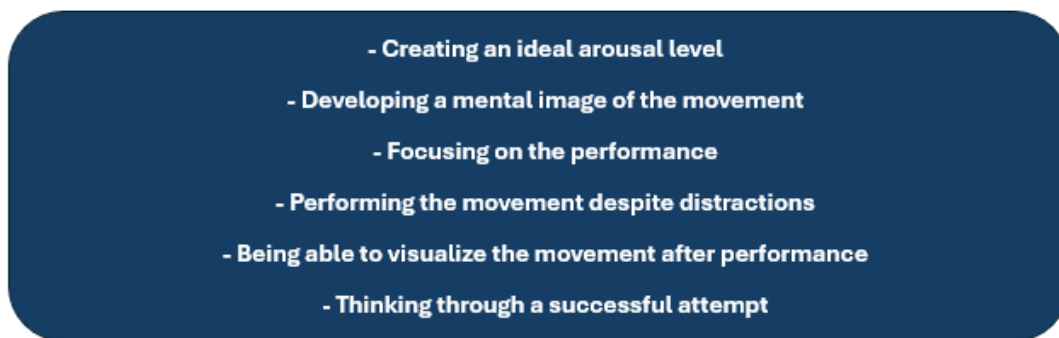 - Creating an ideal arousal level
- Developing a mental image of the movement
- Focusing on the performance
- Performing the movement despite distractions
- Being able to visualize the movement after performance
- Thinking through a successful attempt